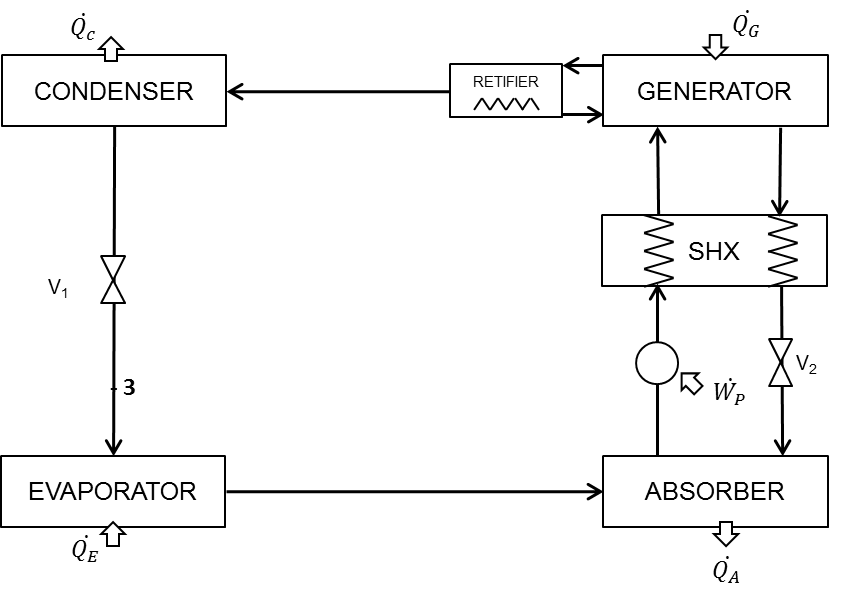 Q̇c
Q̇G
CONDENSER
RETIFIER
GENERATOR
SHX
V1
V2
3
ẆP
EVAPORATOR
ABSORBER
Q̇E
Q̇A